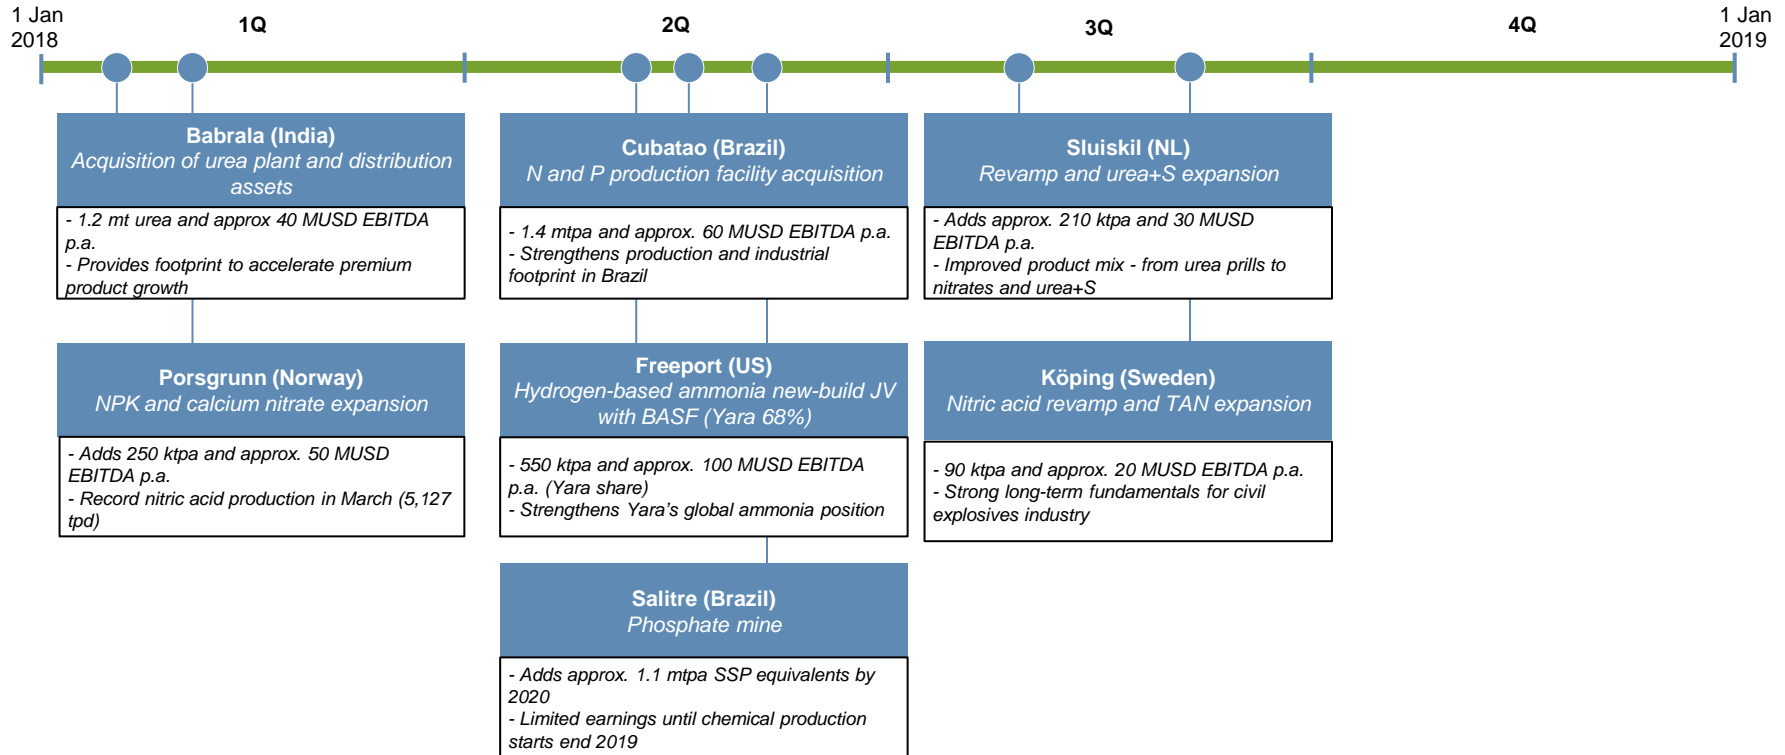 1 Jan
2018
1Q
2Q
3Q
4Q
1 Jan
2019
Babrala (India)
Acquisition of urea plant and distribution
assets
- 1.2 mt urea and approx 40 MUSD EBITDA
p.a.
- Provides footprint to accelerate premium
product growth
Porsgrunn (Norway)
NPK and calcium nitrate expansion
- Adds 250 ktpa and approx. 50 MUSD
EBITDA p.a.
- Record nitric acid production in March (5,127
tpd)
Cubatao (Brazil)
N and P production facility acquisition
- 1.4 mtpa and approx. 60 MUSD EBITDA p.a.
- Strengthens production and industrial
footprint in Brazil
Freeport (US)
Hydrogen-based ammonia new-build JV
with BASF (Yara 68%)
- 550 ktpa and approx. 100 MUSD EBITDA
p.a. (Yara share)
- Strengthens Yara’s global ammonia position
Salitre (Brazil)
Phosphate mine
- Adds approx. 1.1 mtpa SSP equivalents by
2020
- Limited earnings until chemical production
starts end 2019
Sluiskil (NL)
Revamp and urea+S expansion
- Adds approx. 210 ktpa and 30 MUSD
EBITDA p.a.
- Improved product mix - from urea prills to
nitrates and urea+S
Köping (Sweden)
Nitric acid revamp and TAN expansion
- 90 ktpa and approx. 20 MUSD EBITDA p.a.
- Strong long-term fundamentals for civil
explosives industry